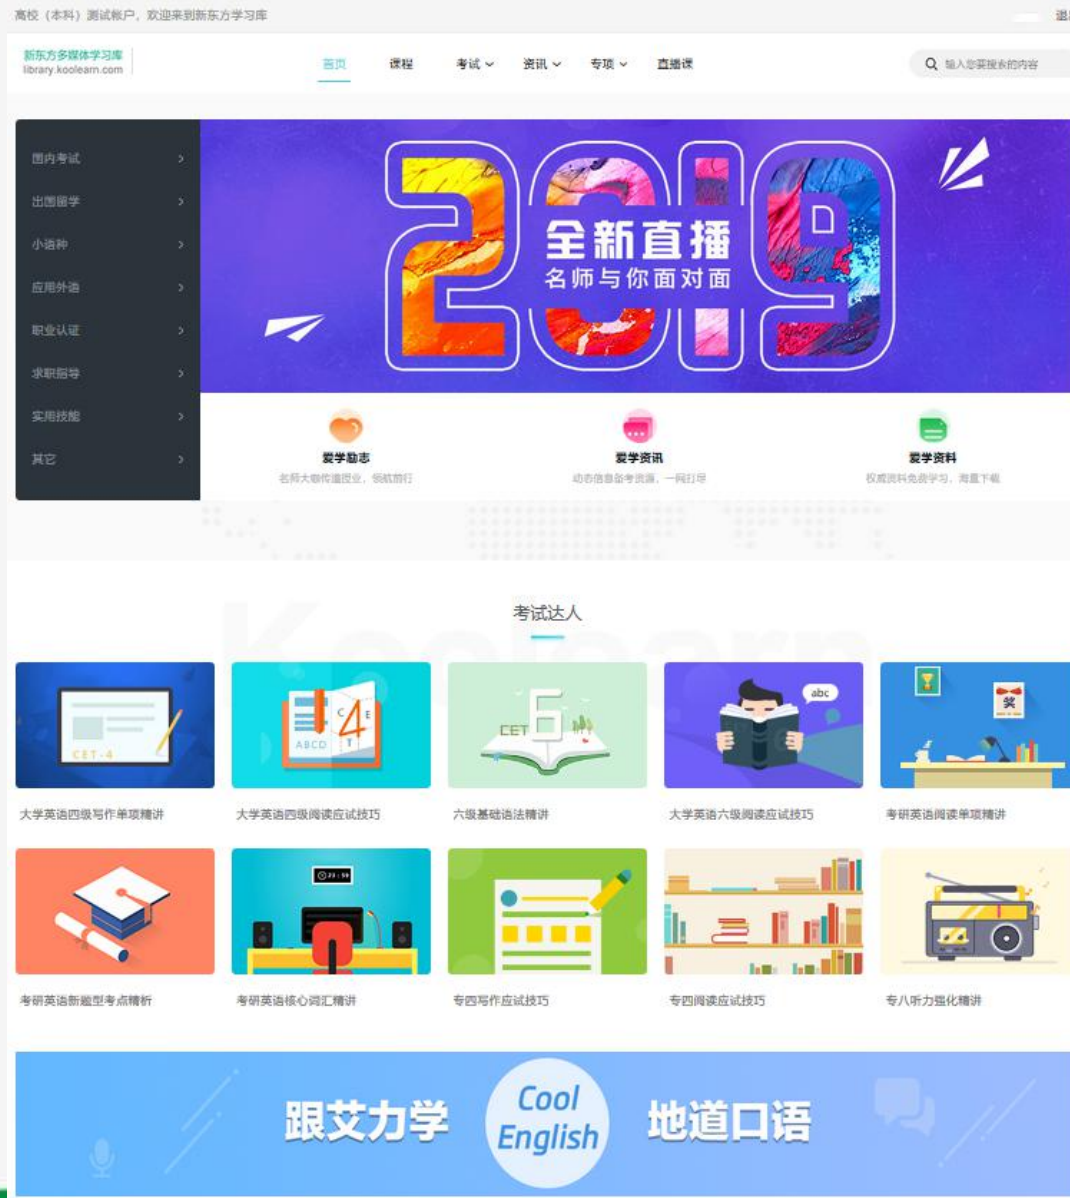 高校（本科）测试帐户，欢迎来到新东方学习库
新东方多媒体学习库
library.koolearn.com
首页 课程 考试 资讯 专项 直播课
输入您要搜索的内容
国内考试
出国留学
小语种
应用外语
职业认证
求职指导
实用技能
其它
2019
全新直播
名师与你面对面
爱学励志 爱学资讯 爱学资料
名师大咖传道授业，领航前行 动态信息备考资源，一网打尽 权威资料免费学习，海量下载
Koolearn
考试达人
CET-4
ABCD
4
C E
T
CET 6
abc
奖
大学英语四级写作单项精讲 大学英语四级阅读应试技巧 六级基础语法精讲 大学英语六级阅读应试技巧 考研英语阅读单项精讲
23:59
考研英语新题型考点精析 考研英语核心词汇精讲 专四写作应试技巧 专四阅读应试技巧 专八听力强化精讲
跟艾力学 Cool English 地道口语